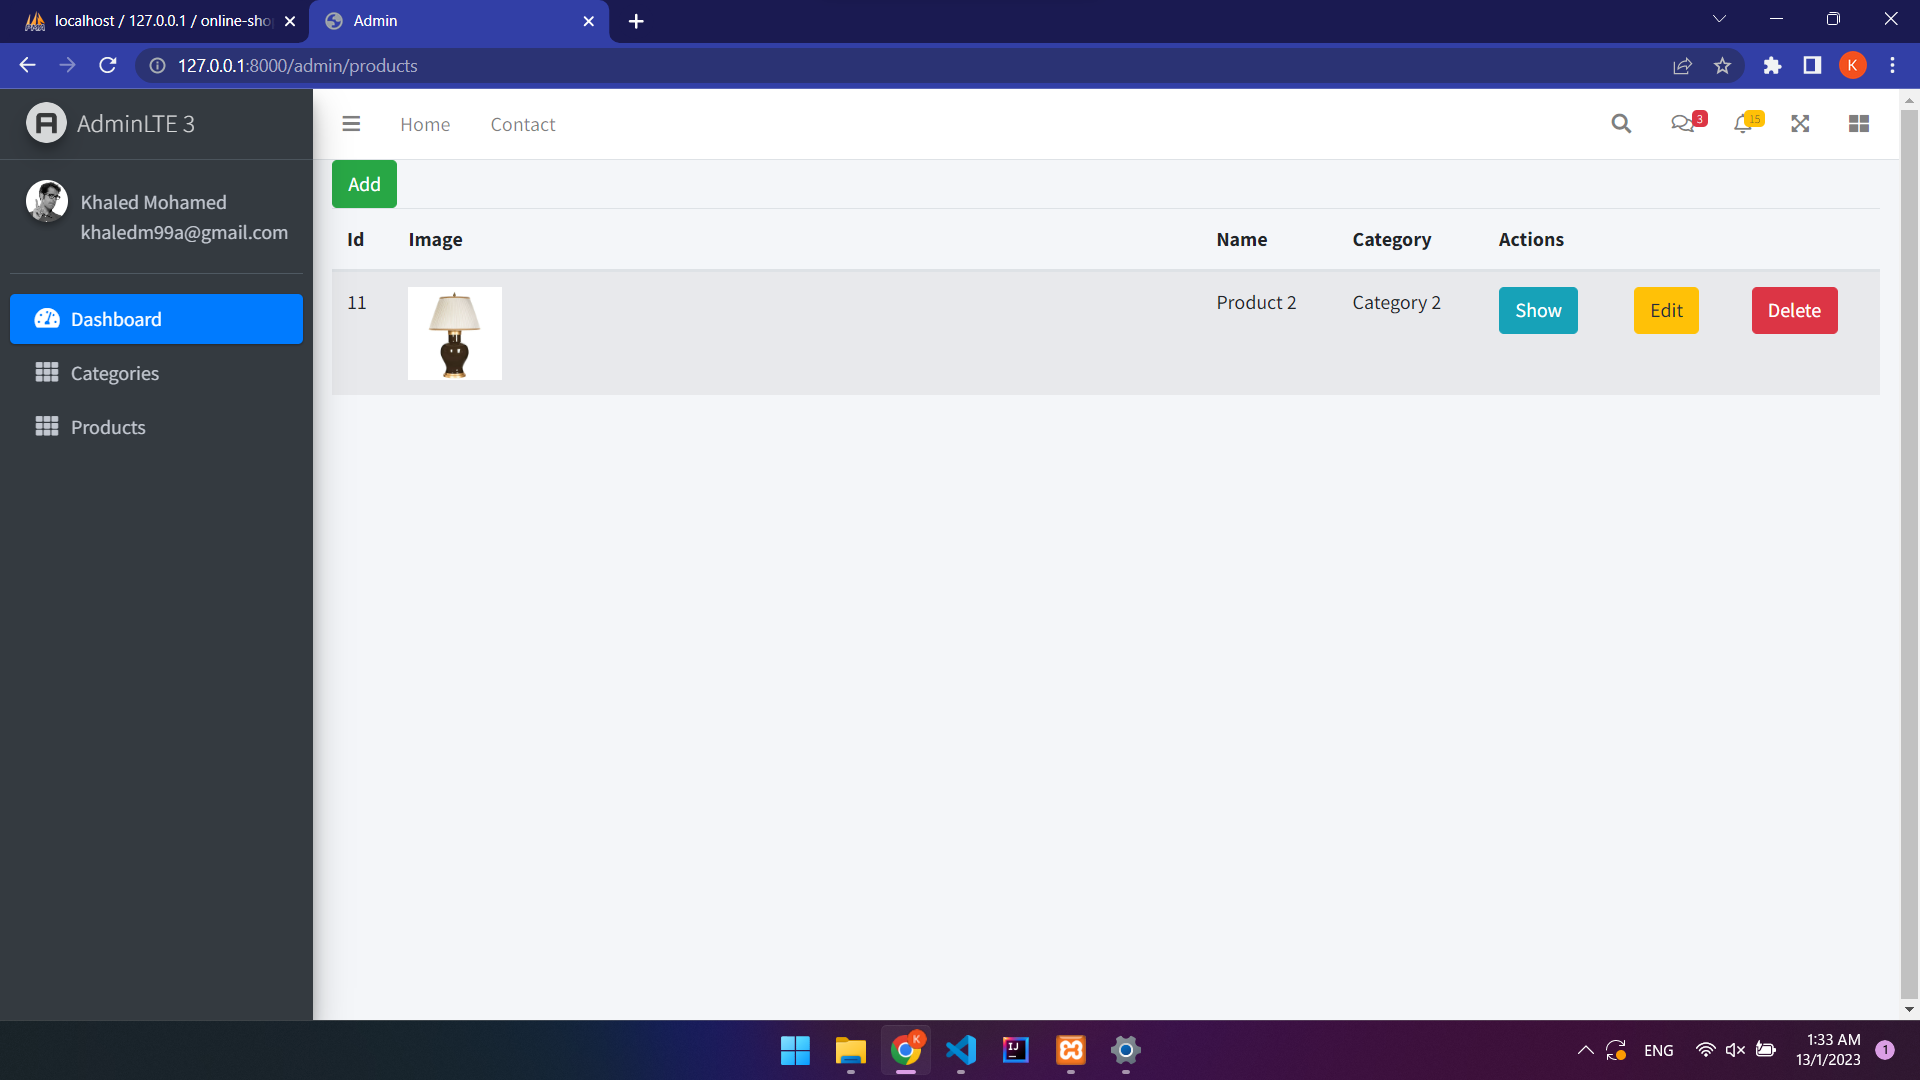 localhost / 127.0.0.1 / online-sho
Admin
127.0.0.1:8000/admin/products
K
AdminLTE 3
Home
Contact
3
15
Khaled Mohamed
khaledm99a@gmail.com
Dashboard
Categories
Products
Add
Id Image Name Category Actions
11 Product 2 Category 2 Show Edit Delete
K
IJ
ENG
1:33 AM
13/1/2023
1